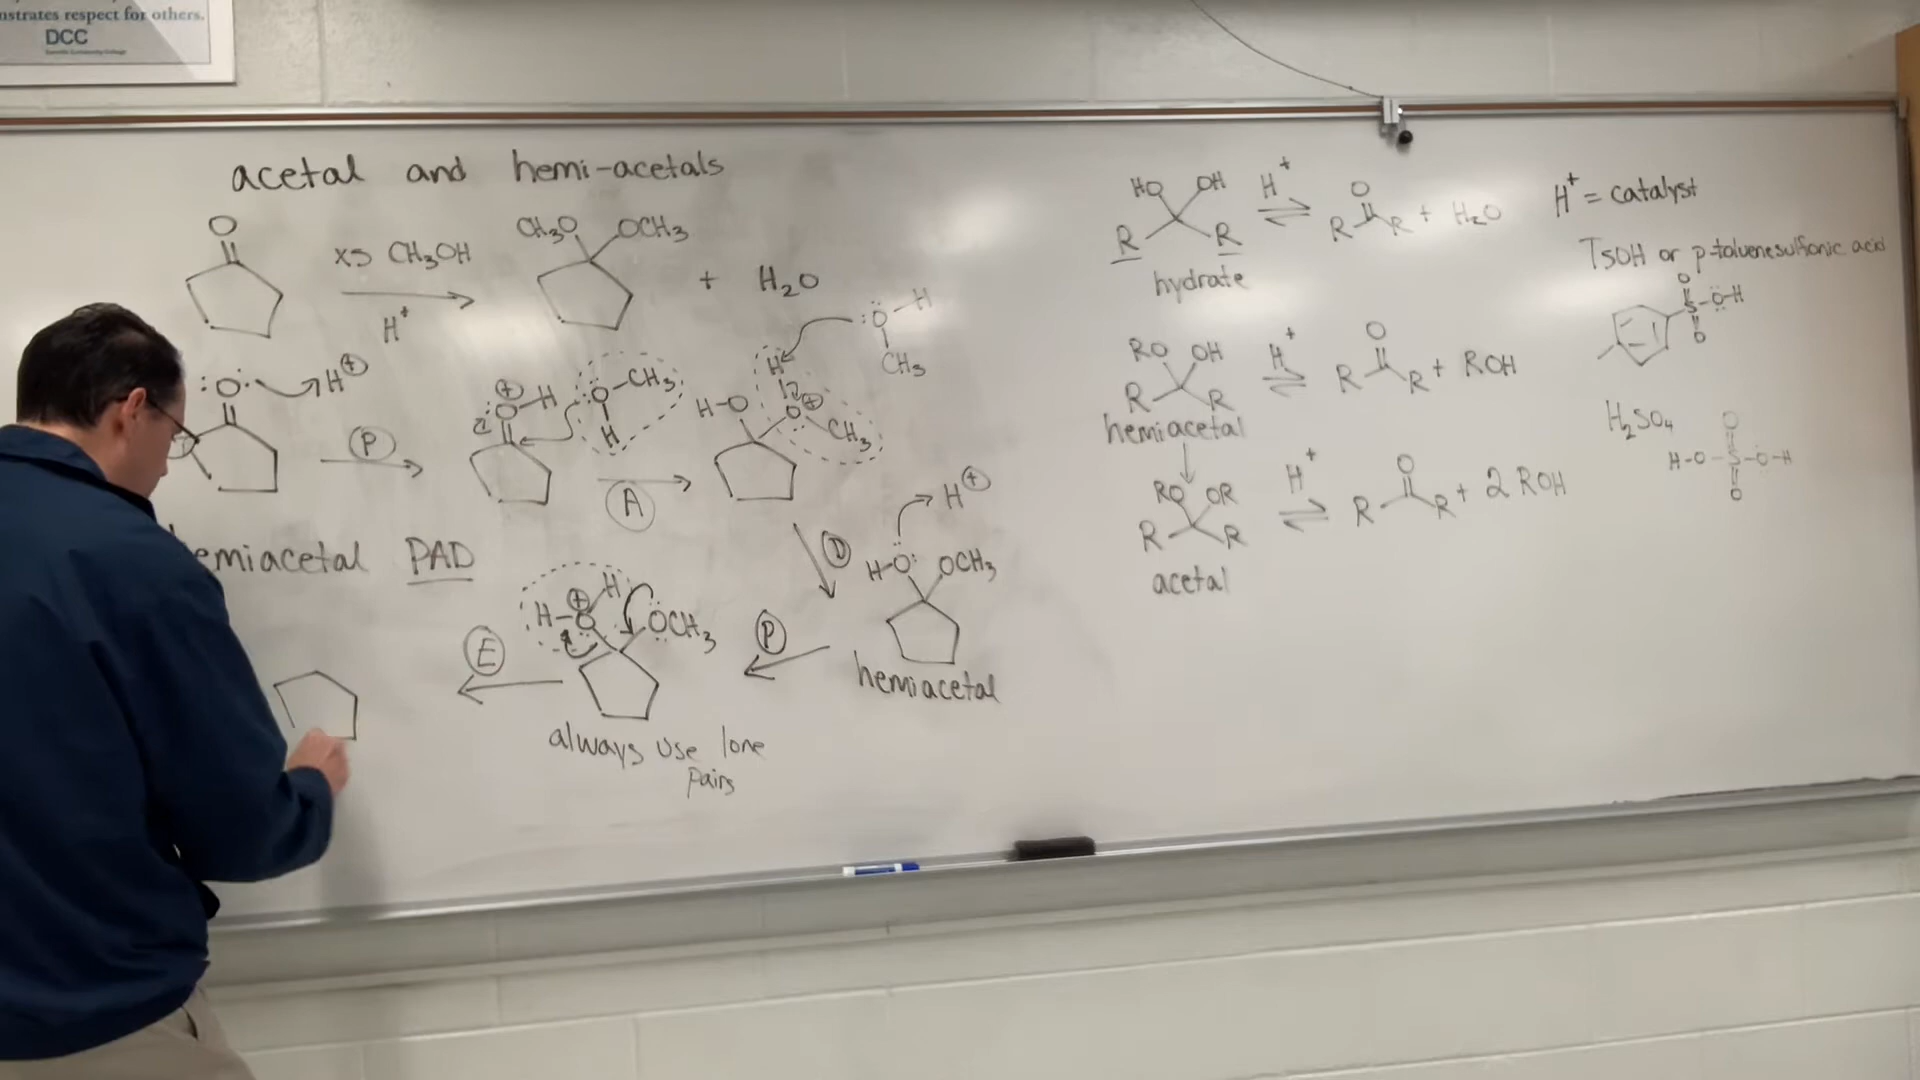 nstrates respect for others.
DCC
acetal and hemi-acetals
O
xs CH₃OH
H⁺
CH₃O OCH₃
+ H₂O
:O: H⊕
P
⊕
:O-H
:O-CH₃
H
A
H-O
H
O⊕
CH₃
:O-H
CH₃
emiacetal PAD
D
H⊕
H-O: OCH₃
hemiacetal
P
H-O⊕ H
OCH₃
always use lone
pairs
E
HO OH
R R
hydrate
H⁺
O
R R + H₂O
RO OH
R R
hemiacetal
H⁺
O
R R + ROH
RO OR
R R
acetal
H⁺
O
R R + 2 ROH
H⁺ = catalyst
TsOH or p-toluenesulfonic acid
O
S-O-H
O
H₂SO₄
O
H-O-S-O-H
O